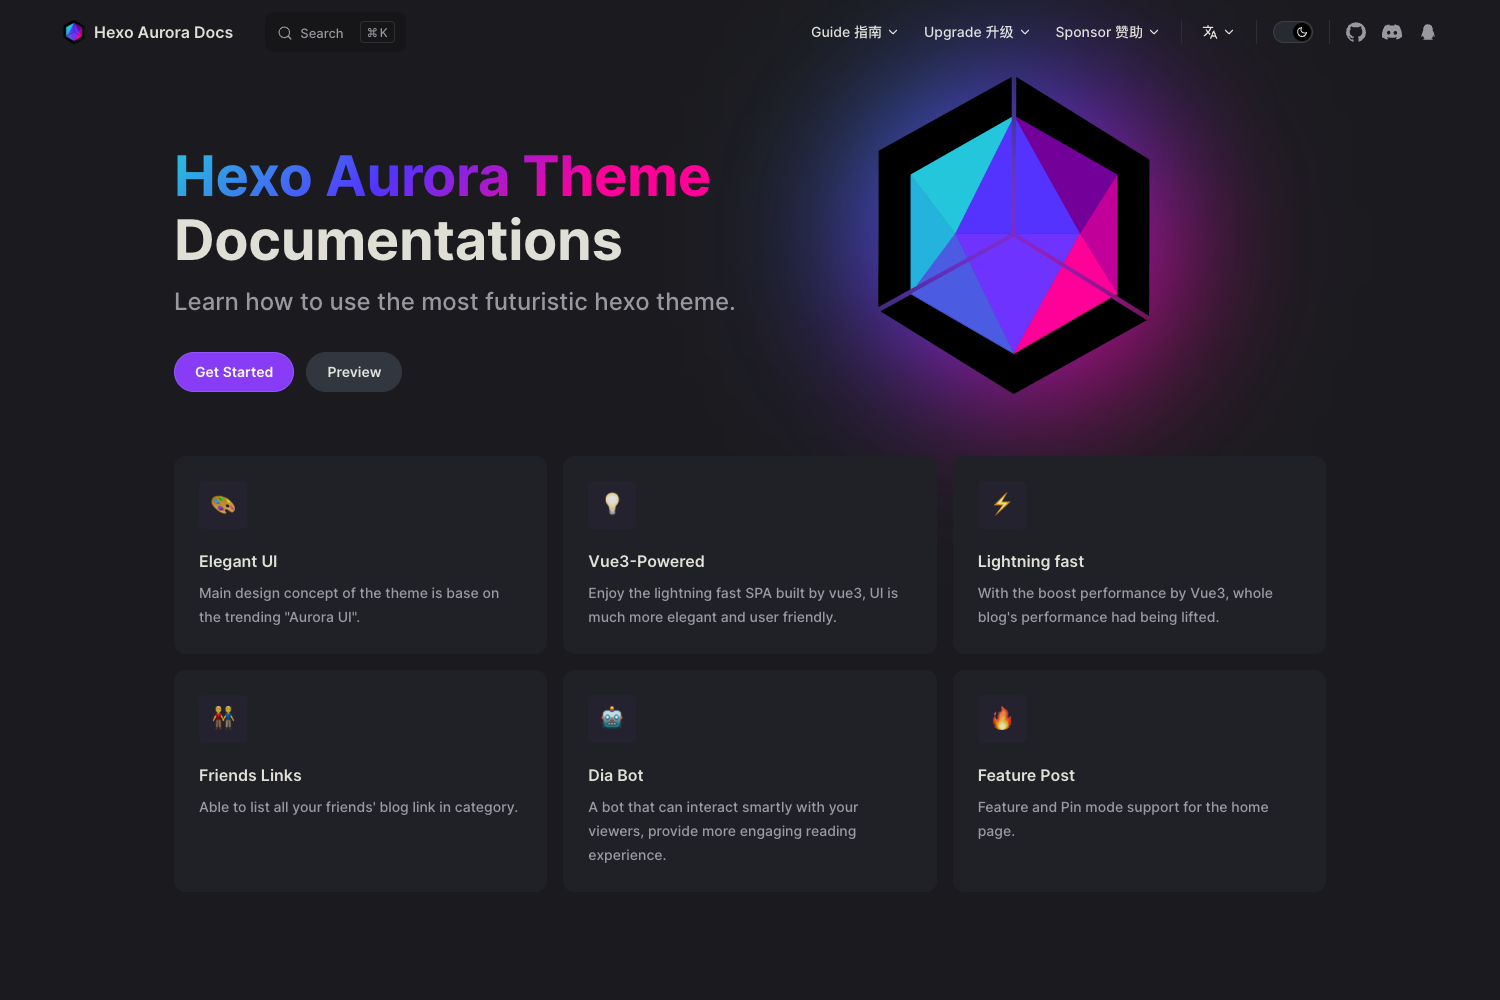 Hexo Aurora Docs
Search ⌘ K
Guide 指南
Upgrade 升级
Sponsor 赞助
Hexo Aurora Theme
Documentations
Learn how to use the most futuristic hexo theme.
Get Started
Preview
Elegant UI
Main design concept of the theme is base on
the trending "Aurora UI".
Vue3-Powered
Enjoy the lightning fast SPA built by vue3, UI is
much more elegant and user friendly.
Lightning fast
With the boost performance by Vue3, whole
blog's performance had being lifted.
Friends Links
Able to list all your friends' blog link in category.
Dia Bot
A bot that can interact smartly with your
viewers, provide more engaging reading
experience.
Feature Post
Feature and Pin mode support for the home
page.